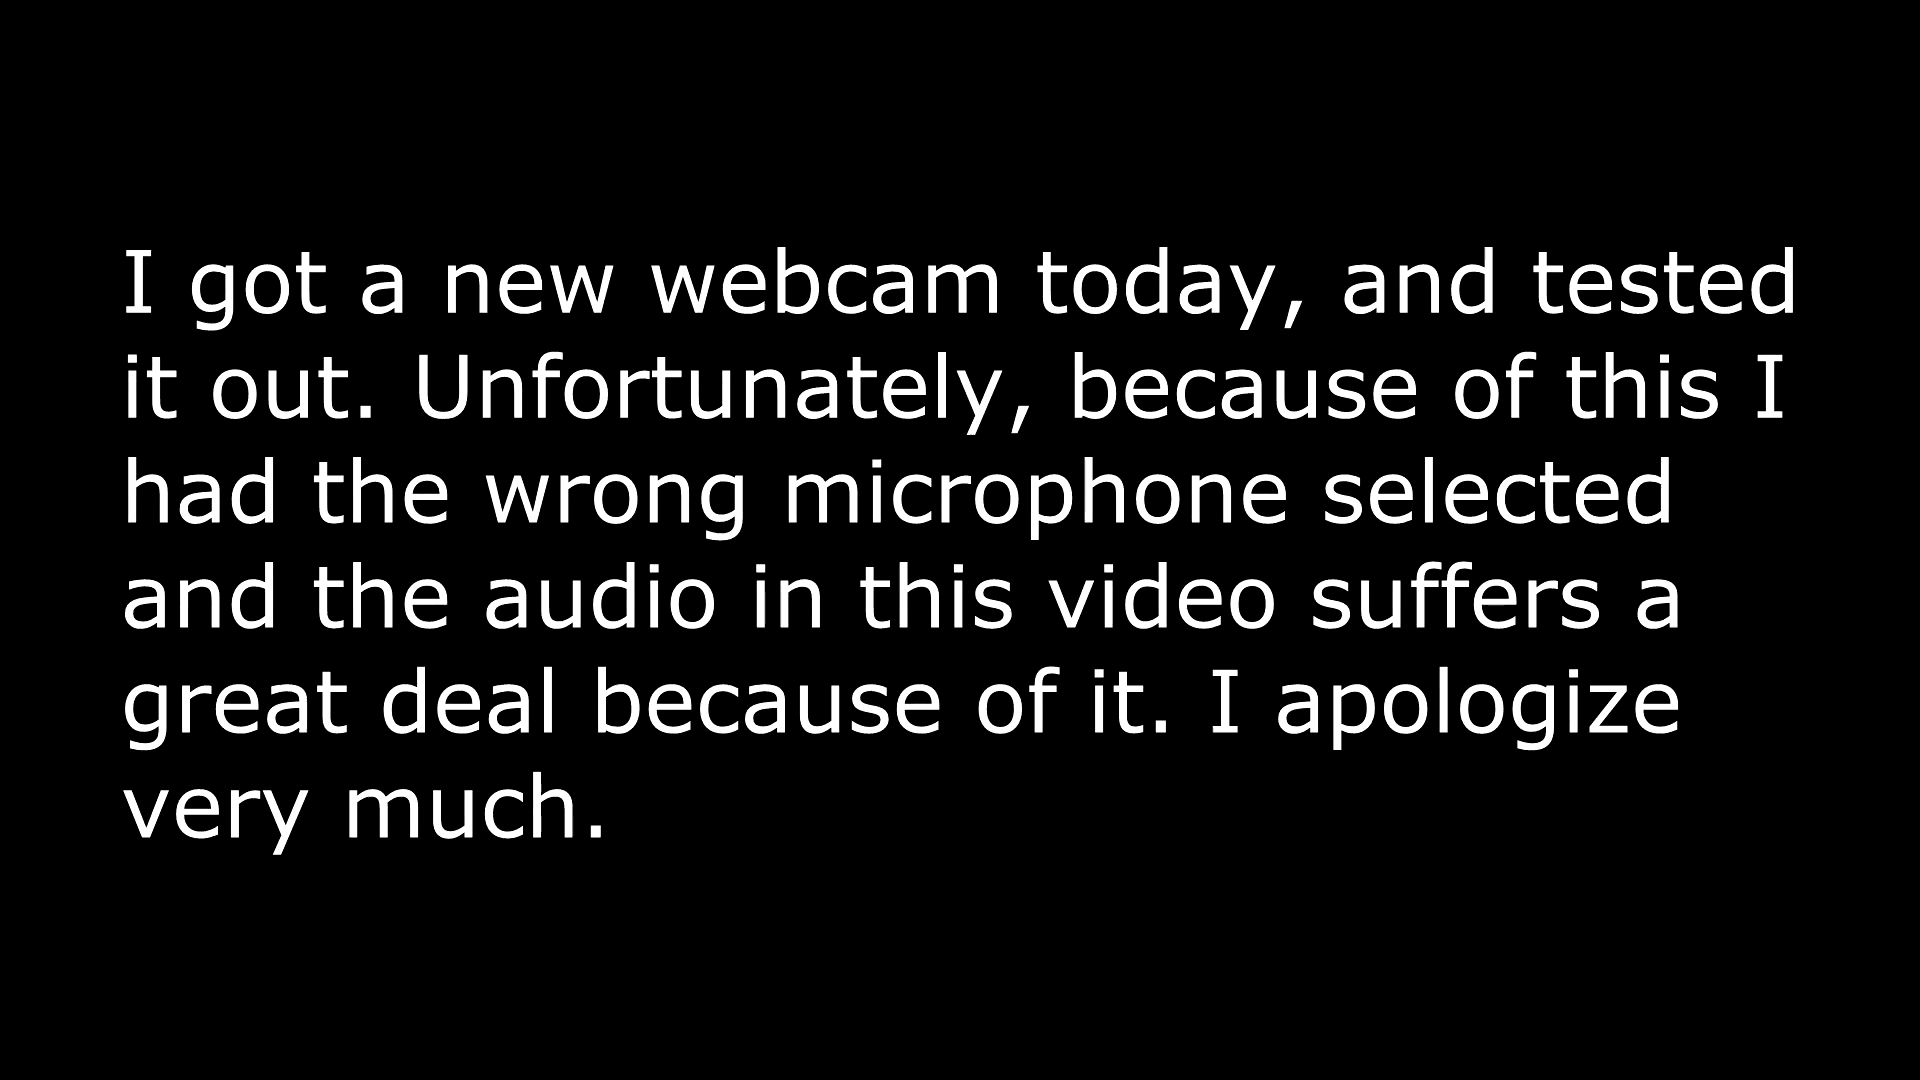 I got a new webcam today, and tested
it out. Unfortunately, because of this I
had the wrong microphone selected
and the audio in this video suffers a
great deal because of it. I apologize
very much.